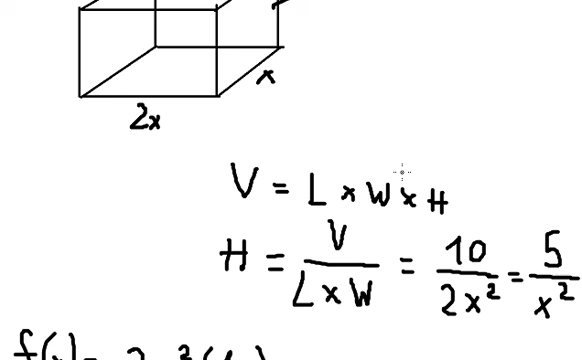 x
2x
V = L x W x H
H = V / (L x W) = 10 / 2x² = 5 / x²